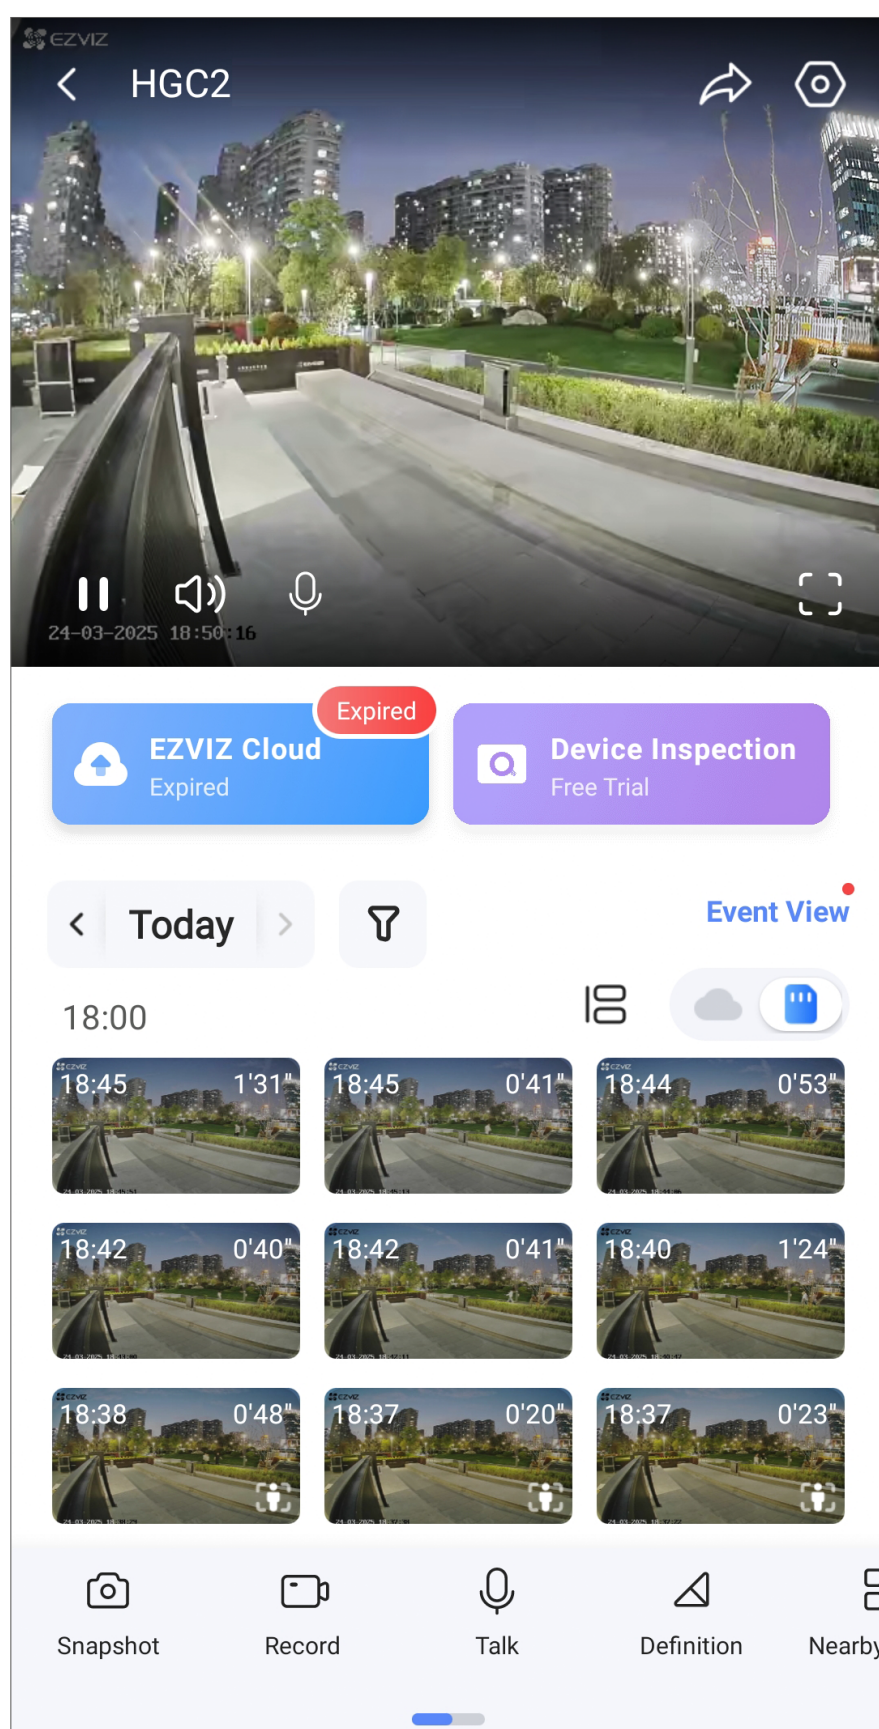 EZVIZ
HGC2
24-03-2025 18:50:16
Expired
EZVIZ Cloud
Expired
Device Inspection
Free Trial
Today
Event View
18:00
18:45 1'31"
18:45 0'41"
18:44 0'53"
18:42 0'40"
18:42 0'41"
18:40 1'24"
18:38 0'48"
18:37 0'20"
18:37 0'23"
Snapshot
Record
Talk
Definition
Nearby